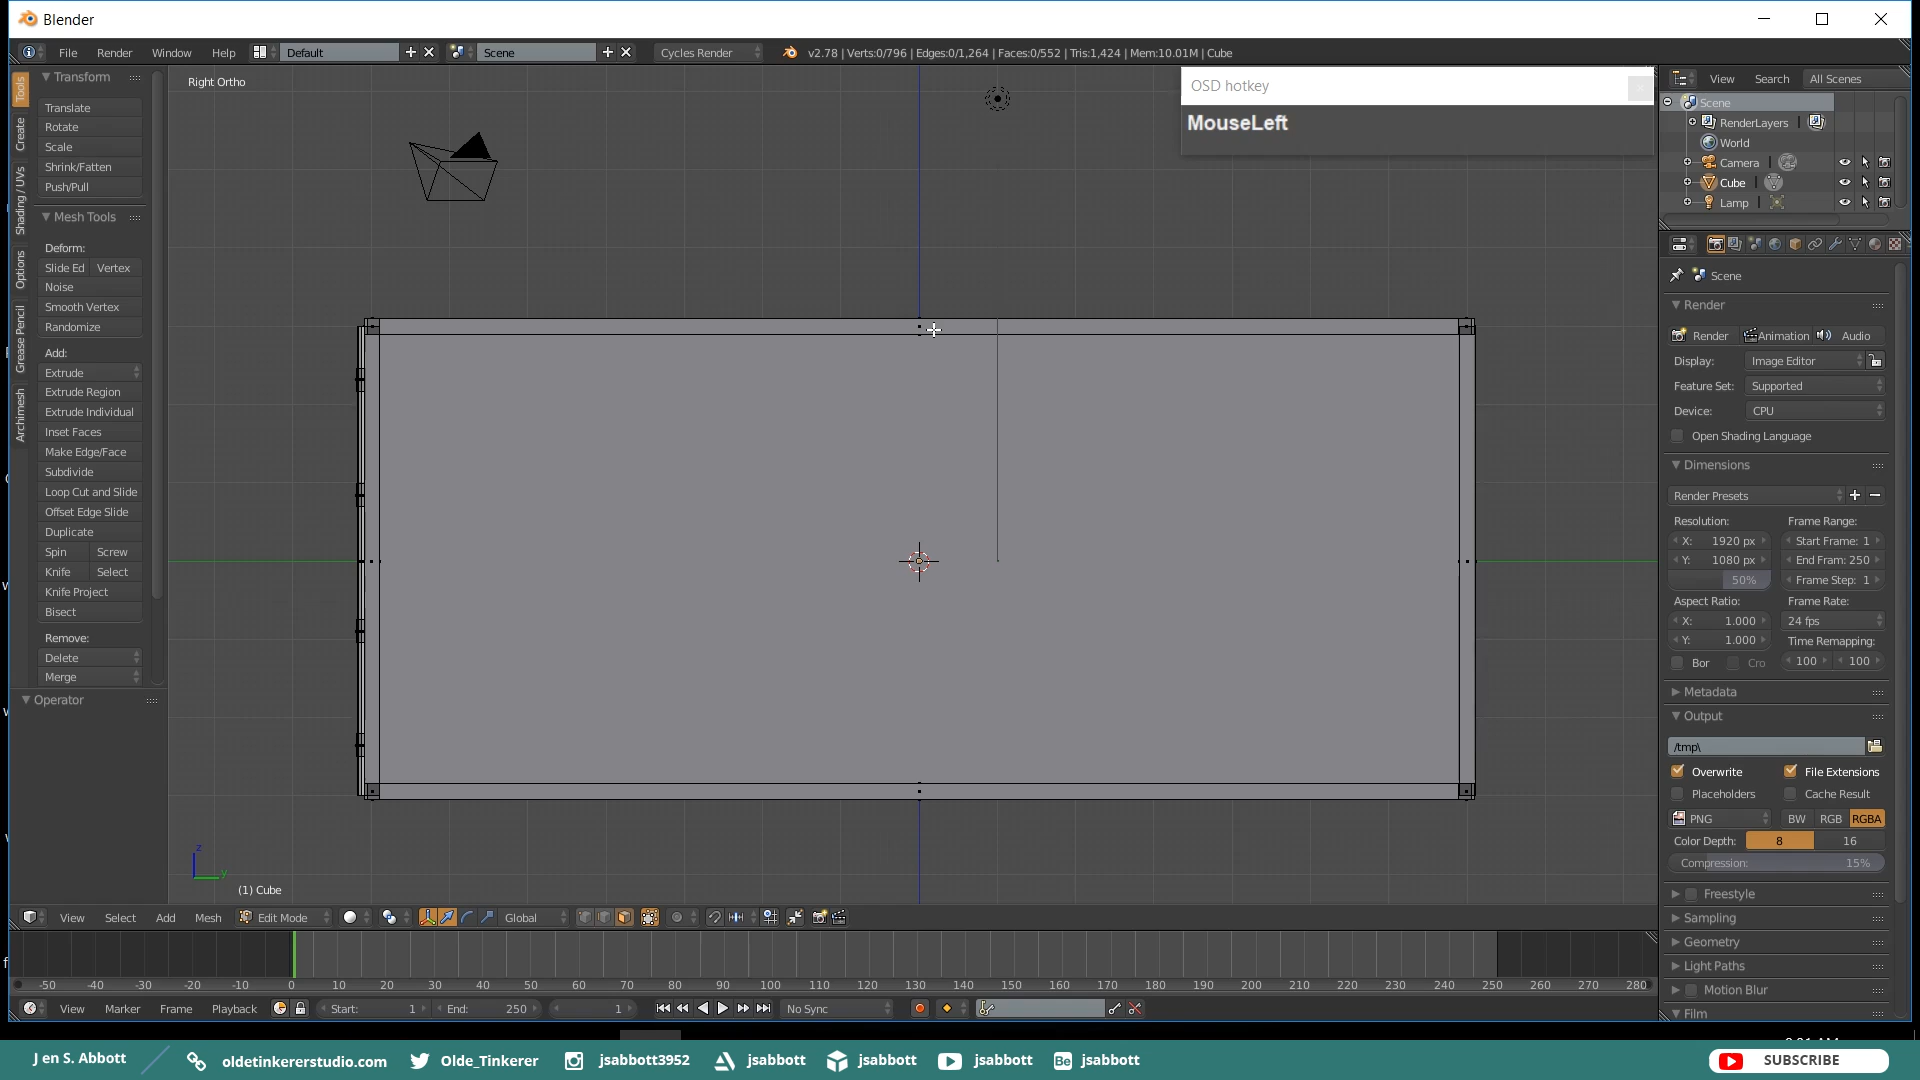 Blender
File Render Window Help Default Scene Cycles Render v2.78 | Verts:0/796 | Edges:0/1,264 | Faces:0/552 | Tris:1,424 | Mem:10.01M | Cube
Tools
Create
Shading / UVs
Options
Grease Pencil
Archimesh
Transform
Translate
Rotate
Scale
Shrink/Fatten
Push/Pull
Mesh Tools
Deform:
Slide Ed Vertex
Noise
Smooth Vertex
Randomize
Add:
Extrude
Extrude Region
Extrude Individual
Inset Faces
Make Edge/Face
Subdivide
Loop Cut and Slide
Offset Edge Slide
Duplicate
Spin Screw
Knife Select
Knife Project
Bisect
Remove:
Delete
Merge
Operator
Right Ortho
OSD hotkey
MouseLeft
z
y
(1) Cube
View Search All Scenes
Scene
RenderLayers
World
Camera
Cube
Lamp
Scene
Render
Render Animation Audio
Display: Image Editor
Feature Set: Supported
Device: CPU
Open Shading Language
Dimensions
Render Presets
Resolution: Frame Range:
X: 1920 px Start Frame: 1
Y: 1080 px End Fram: 250
50% Frame Step: 1
Aspect Ratio: Frame Rate:
X: 1.000 24 fps
Y: 1.000 Time Remapping:
Bor Cro 100 100
Metadata
Output
/tmp\
Overwrite File Extensions
Placeholders Cache Result
PNG BW RGB RGBA
Color Depth: 8 16
Compression: 15%
Freestyle
Sampling
Geometry
Light Paths
Motion Blur
Film
View Select Add Mesh Edit Mode Global
-50 -40 -30 -20 -10 0 10 20 30 40 50 60 70 80 90 100 110 120 130 140 150 160 170 180 190 200 210 220 230 240 250 260 270 280
View Marker Frame Playback Start: 1 End: 250 1 No Sync
J en S. Abbott oldetinkererstudio.com Olde_Tinkerer jsabbott3952 jsabbott jsabbott jsabbott Be jsabbott SUBSCRIBE